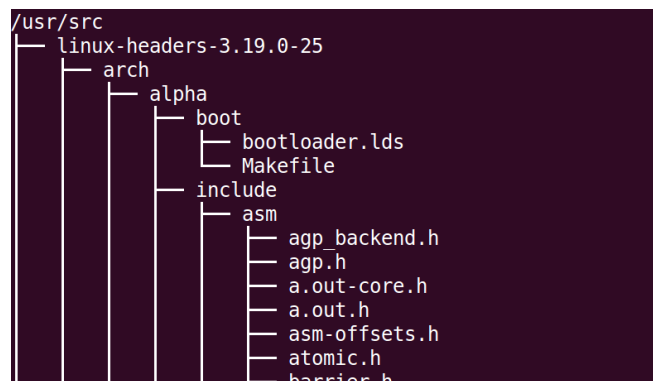 /usr/src
linux-headers-3.19.0-25
arch
alpha
boot
bootloader.lds
Makefile
include
asm
agp_backend.h
agp.h
a.out-core.h
a.out.h
asm-offsets.h
atomic.h
barrier.h